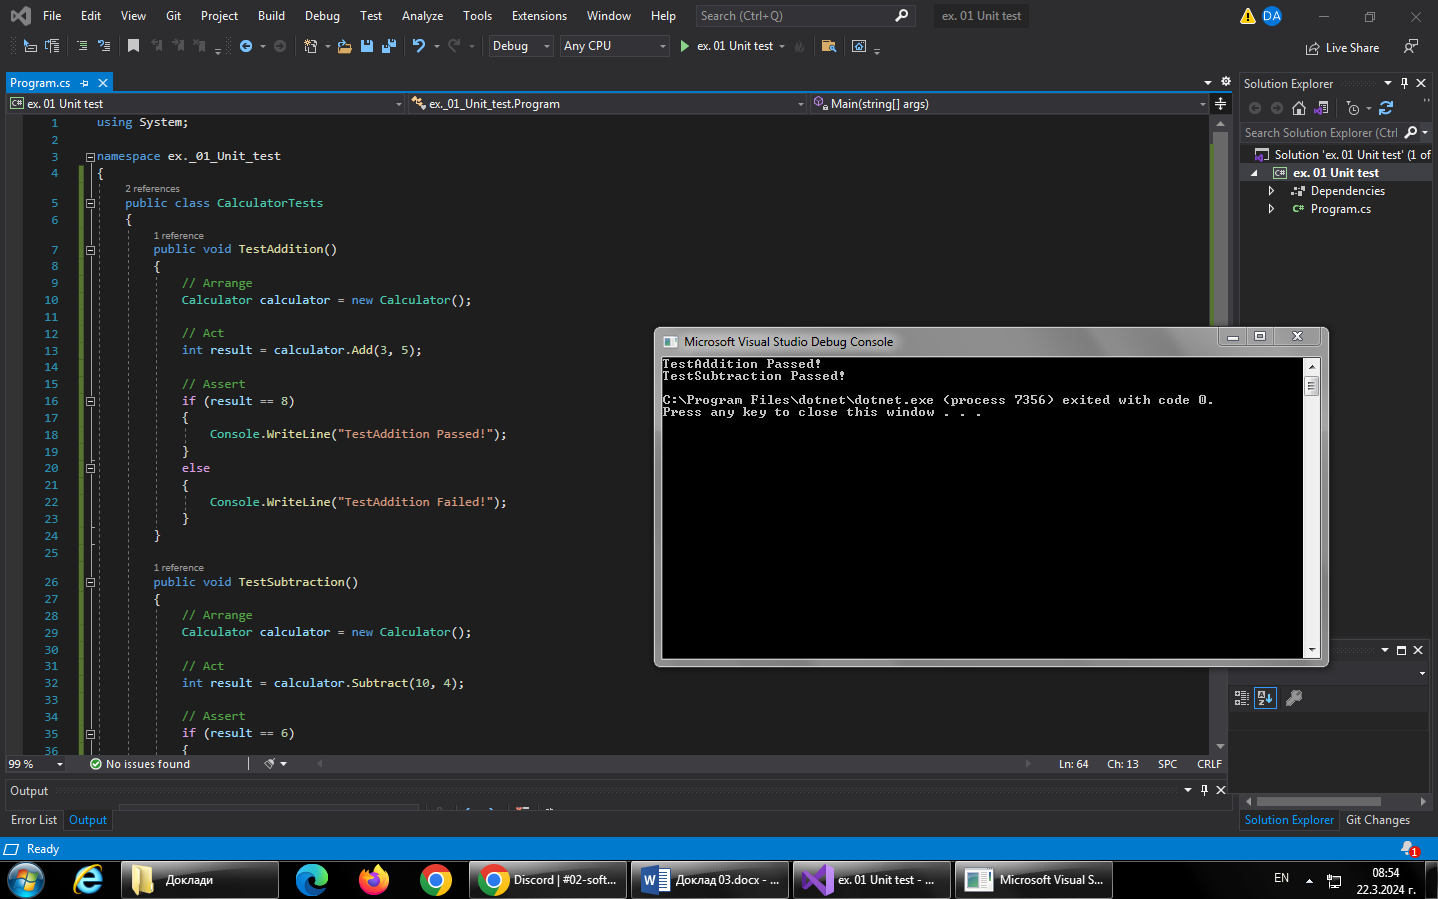 File Edit View Git Project Build Debug Test Analyze Tools Extensions Window Help Search (Ctrl+Q) ex. 01 Unit test DA
Debug Any CPU ex. 01 Unit test Live Share
Program.cs
ex. 01 Unit test ex._01_Unit_test.Program Main(string[] args)
1 using System;
2
3 namespace ex._01_Unit_test
4 {
2 references
5 public class CalculatorTests
6 {
1 reference
7 public void TestAddition()
8 {
9 // Arrange
10 Calculator calculator = new Calculator();
11
12 // Act
13 int result = calculator.Add(3, 5);
14
15 // Assert
16 if (result == 8)
17 {
18 Console.WriteLine("TestAddition Passed!");
19 }
20 else
21 {
22 Console.WriteLine("TestAddition Failed!");
23 }
24 }
25
1 reference
26 public void TestSubtraction()
27 {
28 // Arrange
29 Calculator calculator = new Calculator();
30
31 // Act
32 int result = calculator.Subtract(10, 4);
33
34 // Assert
35 if (result == 6)
36 {
99 % No issues found Ln: 64 Ch: 13 SPC CRLF
Output
Error List Output
Ready
Microsoft Visual Studio Debug Console
TestAddition Passed!
TestSubtraction Passed!
C:\Program Files\dotnet\dotnet.exe (process 7356) exited with code 0.
Press any key to close this window . . .
Solution Explorer
Search Solution Explorer (Ctrl
Solution 'ex. 01 Unit test' (1 of
ex. 01 Unit test
Dependencies
Program.cs
Solution Explorer Git Changes
1
Доклади Discord | #02-soft... Доклад 03.docx - ... ex. 01 Unit test - ... Microsoft Visual S... EN
08:54
22.3.2024 г.